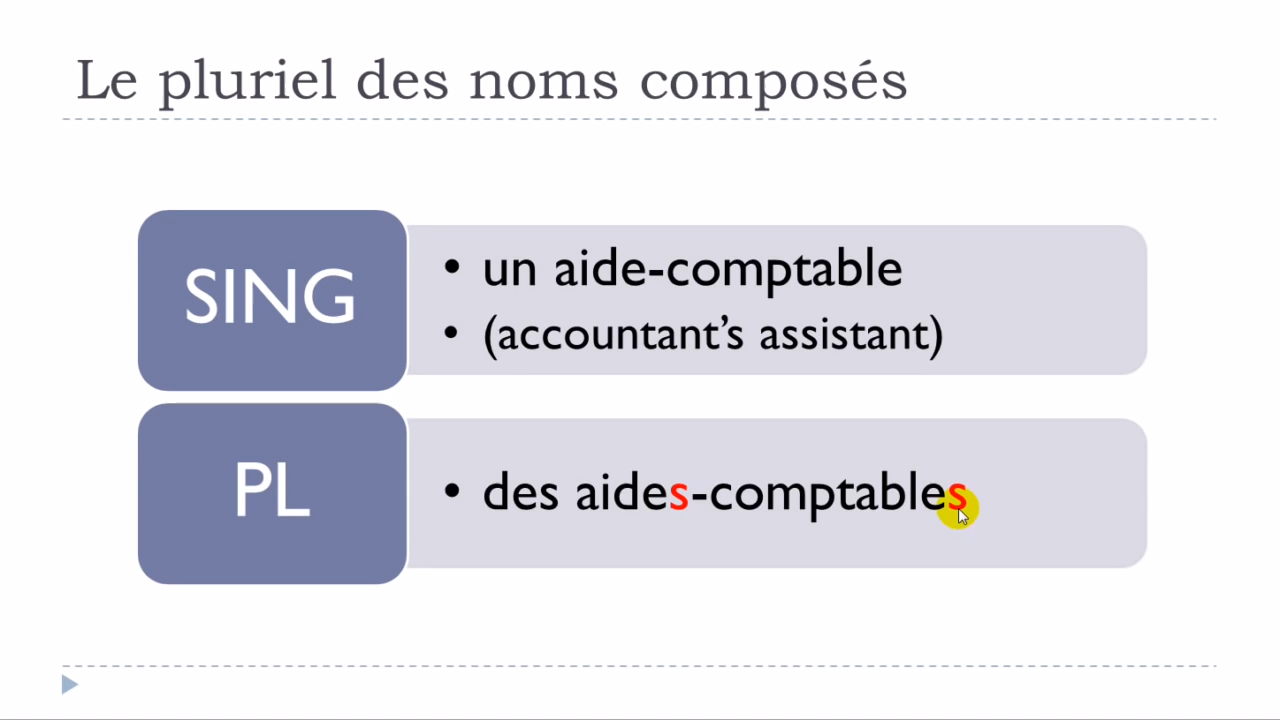 Le pluriel des noms composés
SING
• un aide-comptable
• (accountant’s assistant)
PL
• des aides-comptables